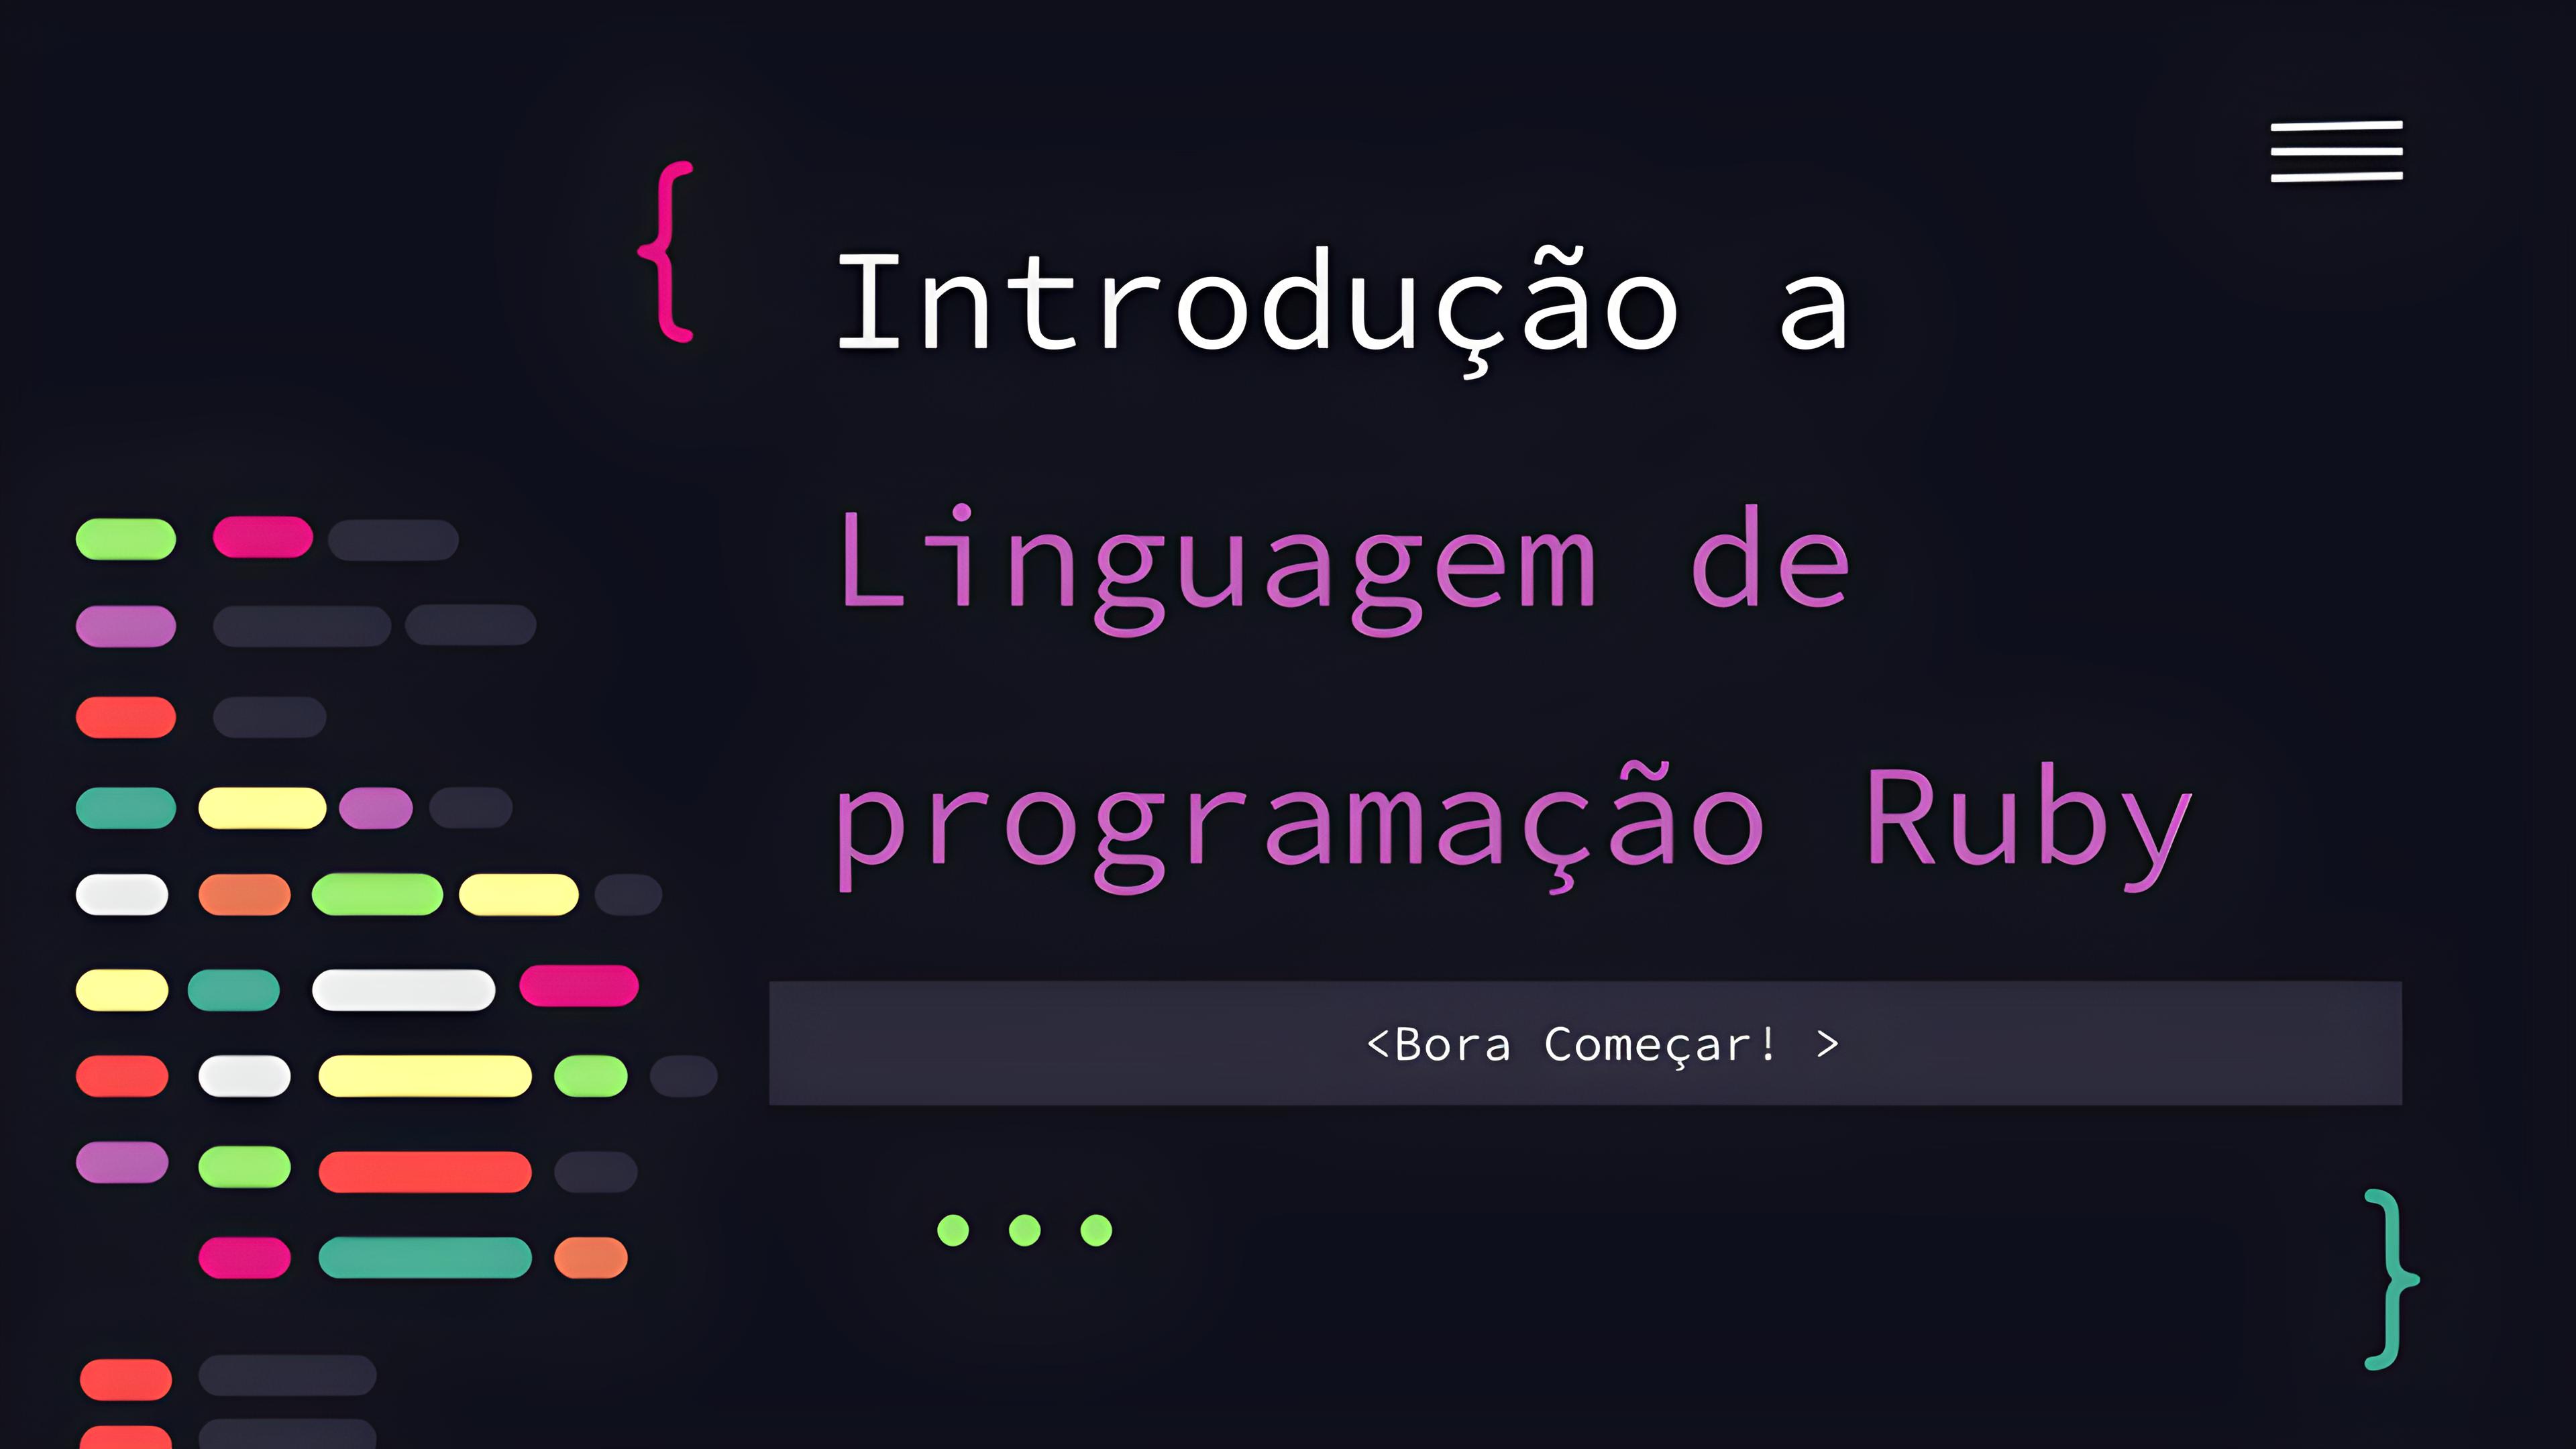 {
Introdução a
Linguagem de
programação Ruby
<Bora Começar! >
}